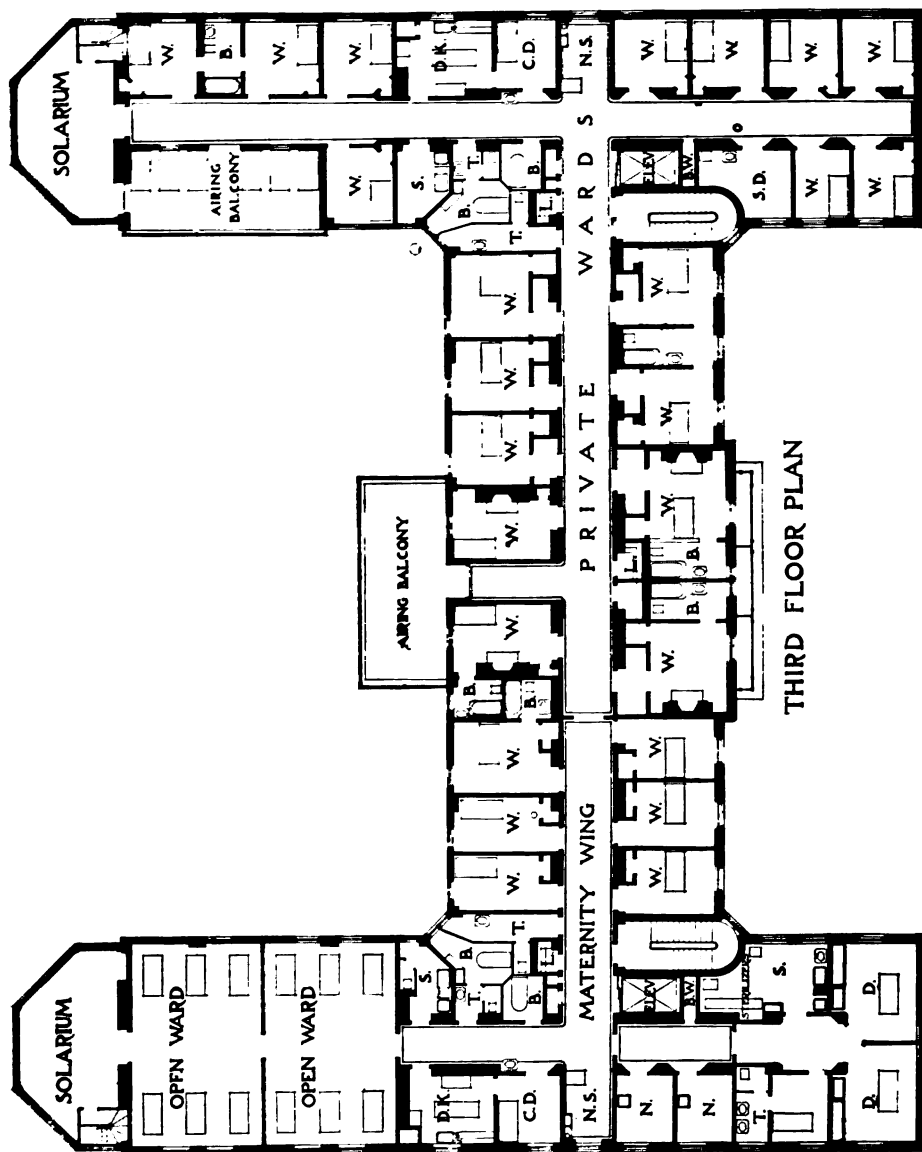 SOLARIUM
SOLARIUM
OPEN WARD
W.
AIRING
BALCONY
B.
OPEN WARD
W.
W.
W.
AIRING BALCONY
S.
S.
D.K.
B.
T.
B.
B.
T.
D.K.
T.
W.
W.
W.
W.
W.
W.
W.
W.
T.
C.D.
B.
L.
B.
L.
B.
C.D.
N.S.
MATERNITY WING
PRIVATE WARDS
N.S.
N.
ELEV
W.
W.
W.
W.
L.
W.
W.
W.
ELEV
W.
N.
B.W.
B.
B.
B.W.
W.
T.
STERILIZING
S.
S.D.
W.
W.
W.
D.
D.
W.
W.
THIRD FLOOR PLAN